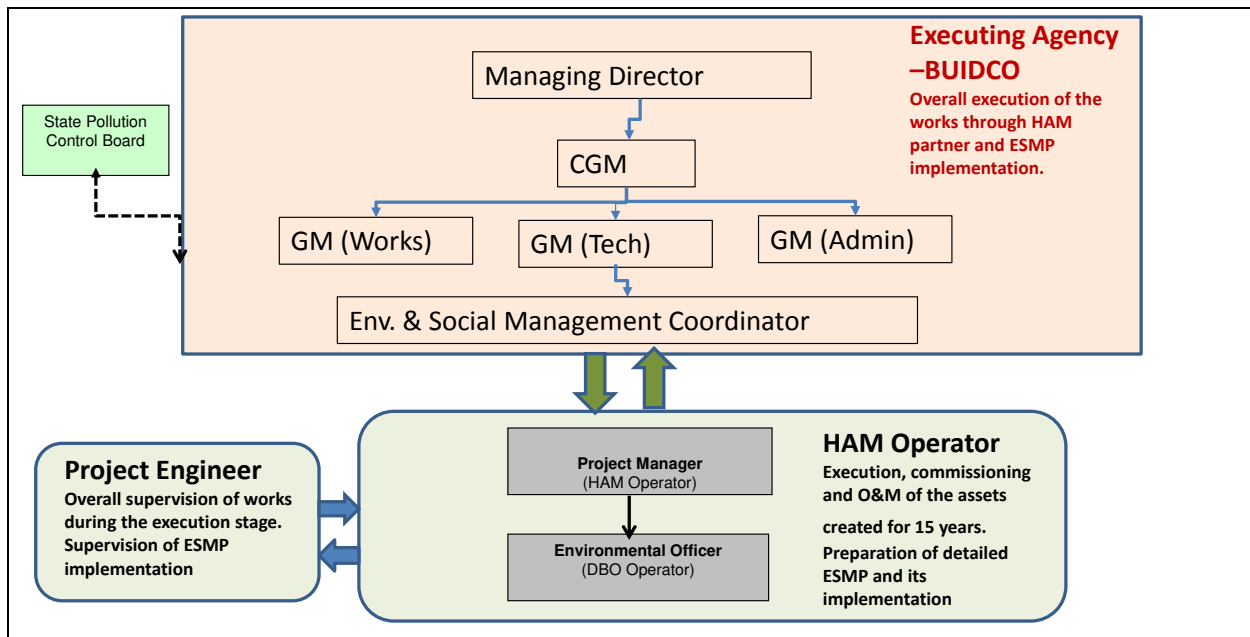 Executing Agency
–BUIDCO
Overall execution of the
works through HAM
partner and ESMP
implementation.
Managing Director
State Pollution
Control Board
CGM
GM (Works)
GM (Tech)
GM (Admin)
Env. & Social Management Coordinator
Project Engineer
Overall supervision of works
during the execution stage.
Supervision of ESMP
implementation
Project Manager
(HAM Operator)
Environmental Officer
(DBO Operator)
HAM Operator
Execution, commissioning
and O&M of the assets
created for 15 years.
Preparation of detailed
ESMP and its
implementation